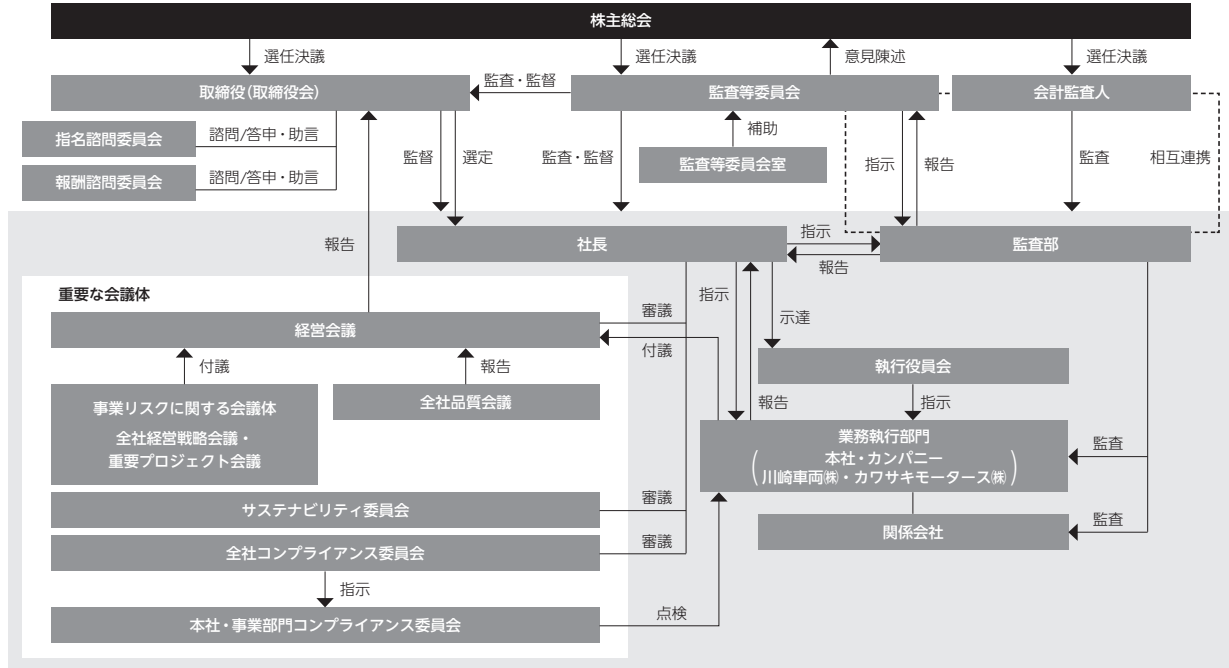 株主総会
選任決議
選任決議
意見陳述
選任決議
取締役(取締役会)
監査・監督
監査等委員会
会計監査人
指名諮問委員会
諮問/答申・助言
報酬諮問委員会
諮問/答申・助言
監督
選定
監査・監督
補助
監査等委員会室
指示
報告
監査
相互連携
報告
社長
指示
報告
監査部
重要な会議体
経営会議
審議
指示
示達
付議
付議
報告
執行役員会
事業リスクに関する会議体
全社経営戦略会議・
重要プロジェクト会議
全社品質会議
報告
指示
業務執行部門
(本社・カンパニー
川崎車両㈱・カワサキモータース㈱)
監査
サステナビリティ委員会
審議
関係会社
監査
全社コンプライアンス委員会
審議
指示
本社・事業部門コンプライアンス委員会
点検